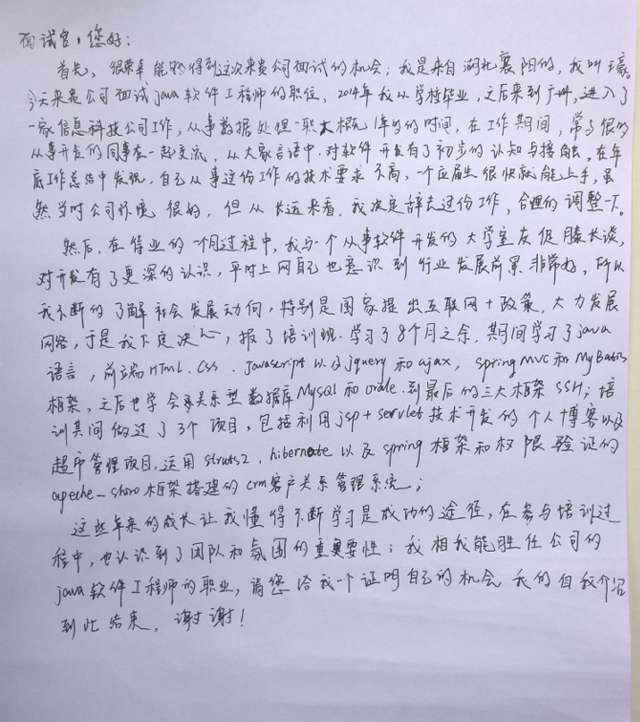 面试官，您好：
首先，很荣幸能够得到这次来贵公司面试的机会；我是来自湖北襄阳的，我叫
今天来贵公司面试java软件工程师的职位，2014年我从学校毕业，之后来到广州，进入了
一家信息科技公司工作，从事数据处理一职大概1年的时间，在工作期间，常与很
从事开发的同事在一起交流，从大家言语中，对软件开发有了初步的认知与接触。在年
底工作总结中发现，自己从事这份工作的技术要求不高，一个应届生很快就能上手，虽
然当时公司环境很好，但从长远来看，我决定辞去这份工作，合理的调整一下。
然后，在待业的一个月过程中，我与一个从事软件开发的大学室友促膝长谈，
对开发有了更深的认识，平时上网自己也意识到行业发展前景非常好，所以
我不断的了解社会发展动向，特别是国家提出互联网+政策，大力发展
网络，于是我下定决心，报了培训班。学习了8个月之余，期间学习了java
语言，前端HTML、css、Javascript以及jquery和ajax，spring MVC和MyBatis
框架，之后也学会了关系型数据库Mysql和oracle，到最后的三大框架SSH；培
训其间做过了3个项目，包括利用jsp+servlet技术开发的个人博客以及
超市管理项目，运用struts2、hibernate以及spring框架和权限验证的
apeche-shiro框架搭建的crm客户关系管理系统；
这些年来的成长让我懂得不断学习是成功的途径，在参与培训过
程中，也认识到了团队和氛围的重要性；我相我能胜任公司的
java软件工程师的职业，请您给我一个证明自己的机会，我的自我介绍
到此结束，谢谢！